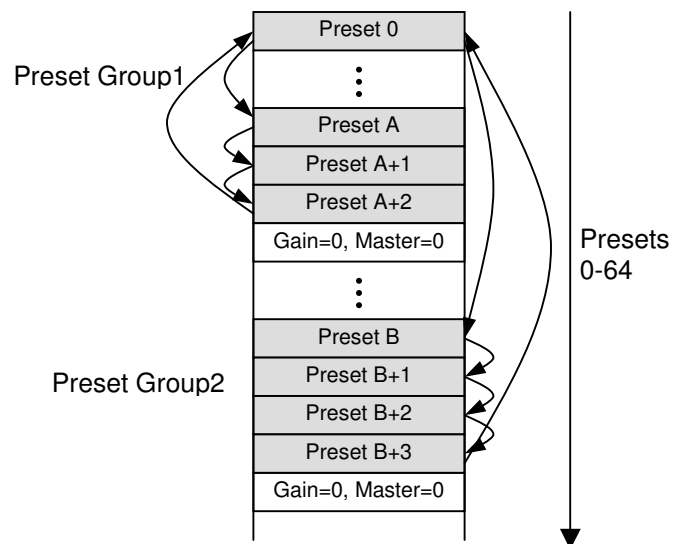 Preset 0
Preset Group1
Preset A
Preset A+1
Preset A+2
Gain=0, Master=0
Presets
0-64
Preset B
Preset Group2
Preset B+1
Preset B+2
Preset B+3
Gain=0, Master=0